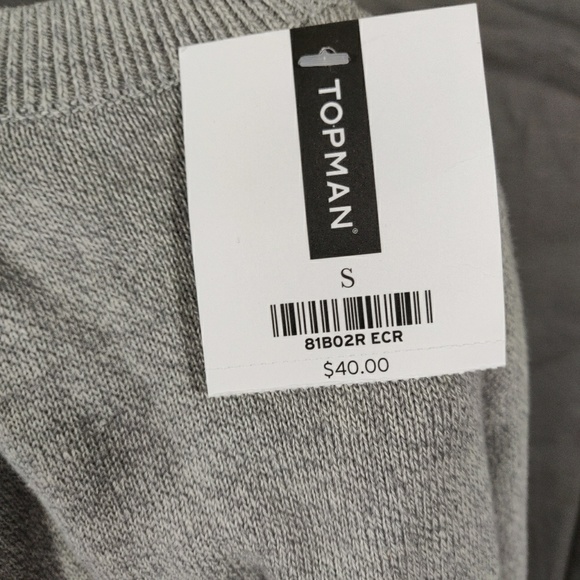 TOPMAN®
S
81B02R ECR
$40.00